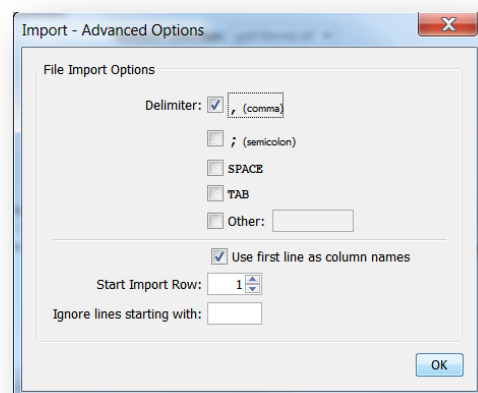 Import - Advanced Options
File Import Options
Delimiter: , (comma)
; (semicolon)
SPACE
TAB
Other:
Use first line as column names
Start Import Row: 1
Ignore lines starting with:
OK